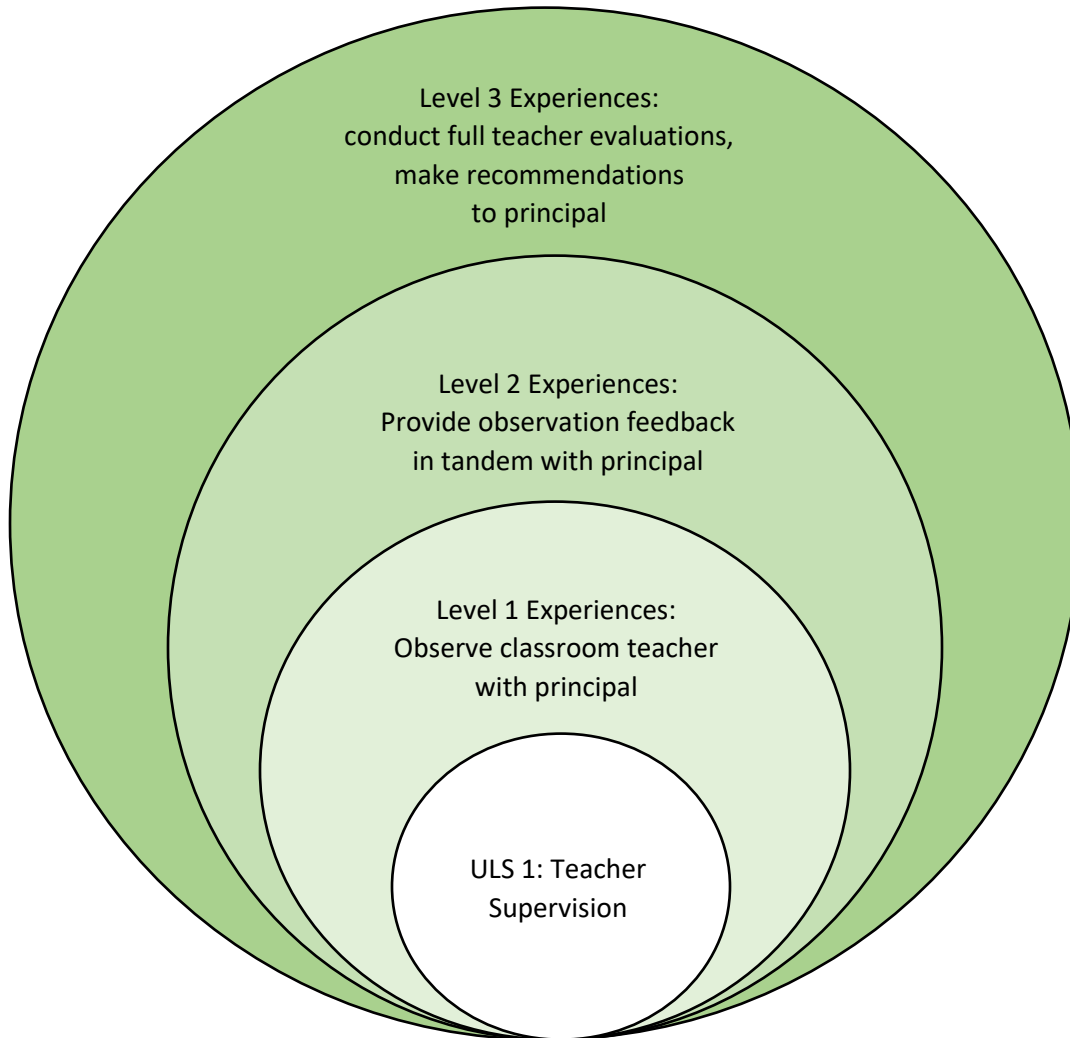 Level 3 Experiences:
conduct full teacher evaluations,
make recommendations
to principal
Level 2 Experiences:
Provide observation feedback
in tandem with principal
Level 1 Experiences:
Observe classroom teacher
with principal
ULS 1: Teacher
Supervision